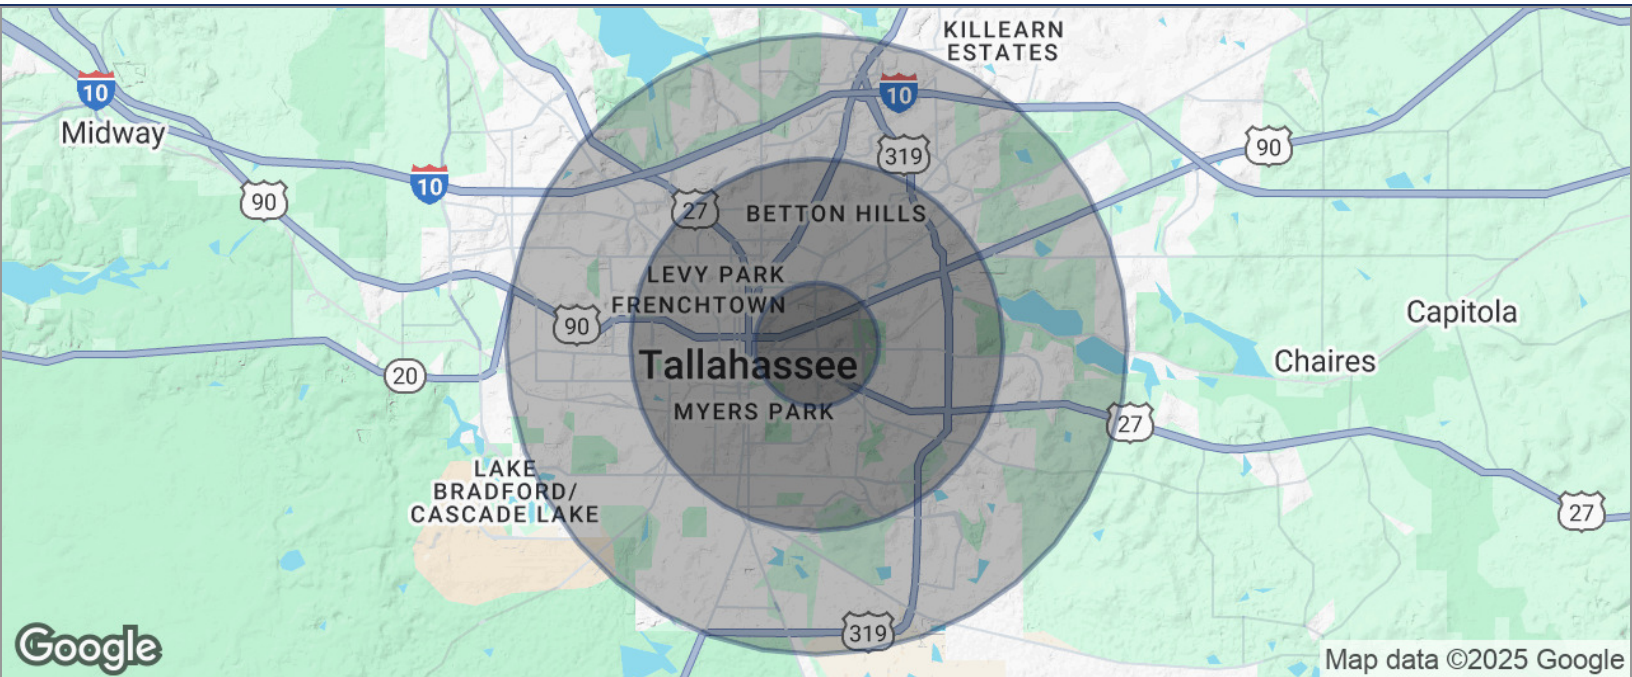 KILLEARN
ESTATES
10
10
Midway
90
319
10
90
27
BETTON HILLS
LEVY PARK
FRENCHTOWN
90
Capitola
Tallahassee
Chaires
20
MYERS PARK
27
LAKE
BRADFORD/
CASCADE LAKE
27
319
Google
Map data ©2025 Google